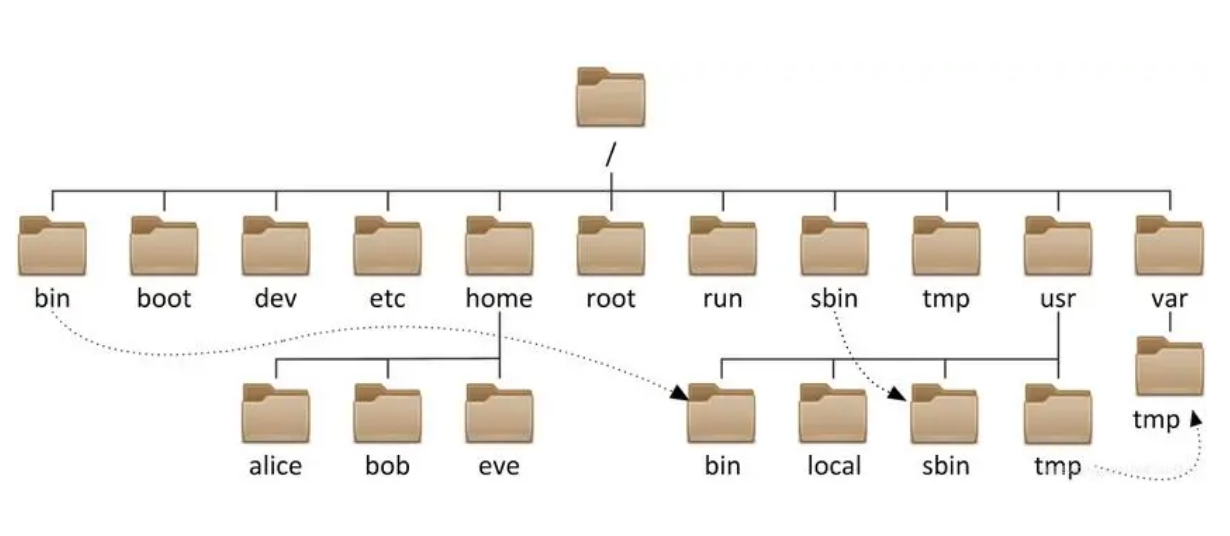 /
bin boot dev etc home root run sbin tmp usr var
tmp
alice bob eve bin local sbin tmp